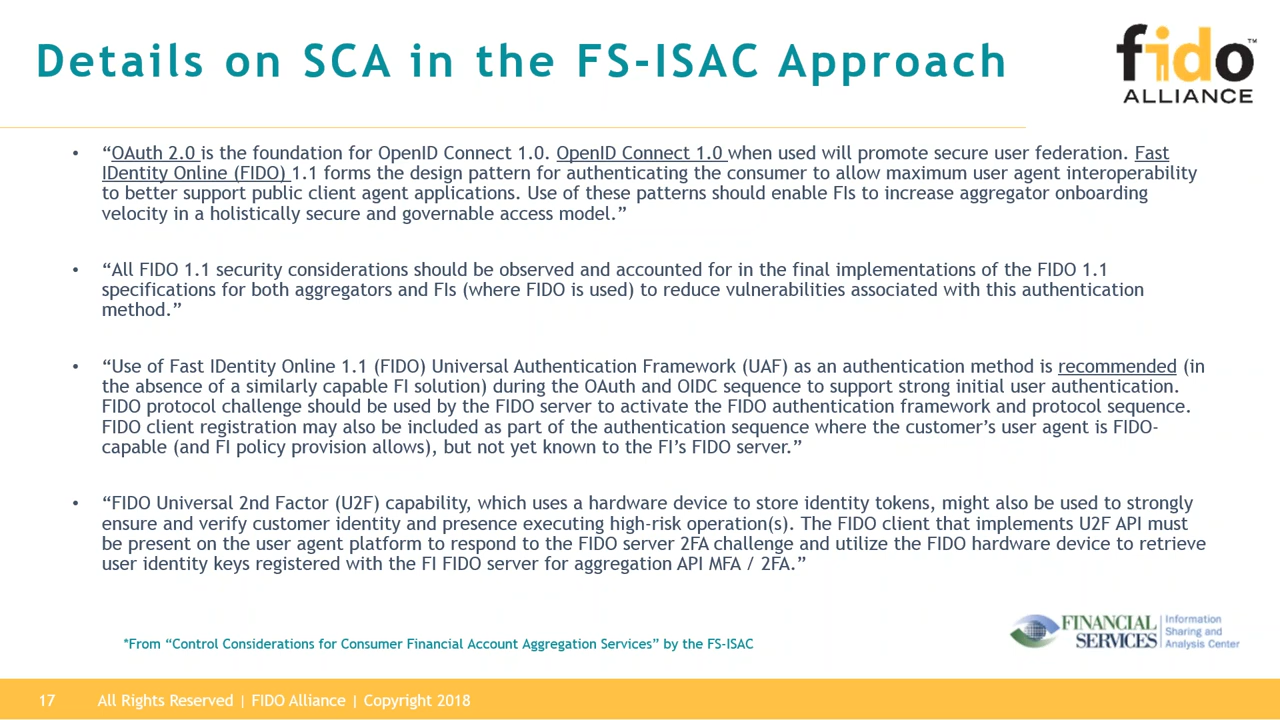 Details on SCA in the FS-ISAC Approach
fido™
ALLIANCE
• “OAuth 2.0 is the foundation for OpenID Connect 1.0. OpenID Connect 1.0 when used will promote secure user federation. Fast
IDentity Online (FIDO) 1.1 forms the design pattern for authenticating the consumer to allow maximum user agent interoperability
to better support public client agent applications. Use of these patterns should enable FIs to increase aggregator onboarding
velocity in a holistically secure and governable access model.”
• “All FIDO 1.1 security considerations should be observed and accounted for in the final implementations of the FIDO 1.1
specifications for both aggregators and FIs (where FIDO is used) to reduce vulnerabilities associated with this authentication
method.”
• “Use of Fast IDentity Online 1.1 (FIDO) Universal Authentication Framework (UAF) as an authentication method is recommended (in
the absence of a similarly capable FI solution) during the OAuth and OIDC sequence to support strong initial user authentication.
FIDO protocol challenge should be used by the FIDO server to activate the FIDO authentication framework and protocol sequence.
FIDO client registration may also be included as part of the authentication sequence where the customer’s user agent is FIDO-
capable (and FI policy provision allows), but not yet known to the FI’s FIDO server.”
• “FIDO Universal 2nd Factor (U2F) capability, which uses a hardware device to store identity tokens, might also be used to strongly
ensure and verify customer identity and presence executing high-risk operation(s). The FIDO client that implements U2F API must
be present on the user agent platform to respond to the FIDO server 2FA challenge and utilize the FIDO hardware device to retrieve
user identity keys registered with the FI FIDO server for aggregation API MFA / 2FA.”
FINANCIAL
SERVICES
Information
Sharing and
Analysis Center
*From “Control Considerations for Consumer Financial Account Aggregation Services” by the FS-ISAC
17 All Rights Reserved | FIDO Alliance | Copyright 2018